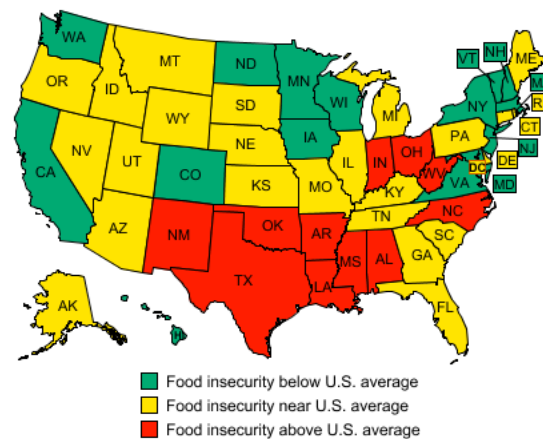 WA
ND
MT
MN
VT
NH
ME
OR
ID
SD
WI
NY
M
R
WY
MI
CT
IA
PA
NJ
NE
NV
IL
IN
OH
DE
UT
CO
DC
MD
CA
KS
MO
WV
VA
KY
NC
TN
AZ
NM
OK
AR
SC
MS
AL
GA
TX
LA
AK
FL
H
Food insecurity below U.S. average
Food insecurity near U.S. average
Food insecurity above U.S. average